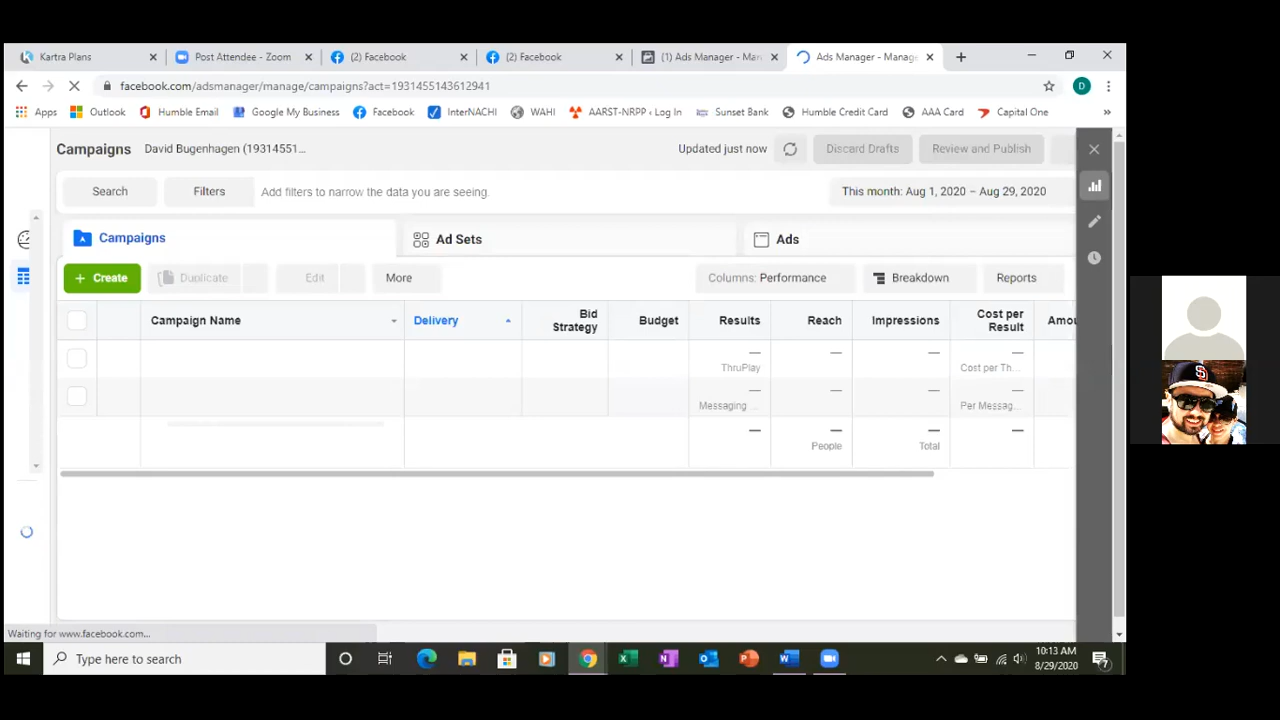 Kartra Plans
Post Attendee - Zoom
(2) Facebook
(2) Facebook
(1) Ads Manager - Mar
Ads Manager - Manage
facebook.com/adsmanager/manage/campaigns?act=1931455143612941
D
Apps
Outlook
Humble Email
Google My Business
Facebook
InterNACHI
WAHI
AARST-NRPP ‹ Log In
Sunset Bank
Humble Credit Card
AAA Card
Capital One
»
Campaigns
David Bugenhagen (19314551...
Updated just now
Discard Drafts
Review and Publish
Search
Filters
Add filters to narrow the data you are seeing.
This month: Aug 1, 2020 – Aug 29, 2020
Campaigns
Ad Sets
Ads
+ Create
Duplicate
Edit
More
Columns: Performance
Breakdown
Reports
Campaign Name
Delivery
Bid Strategy
Budget
Results
Reach
Impressions
Cost per Result
Amou
— — — —
ThruPlay
Cost per Th...
— — — —
Messaging ...
Per Messag...
— — — —
People
Total
Waiting for www.facebook.com...
Type here to search
10:13 AM
8/29/2020
7